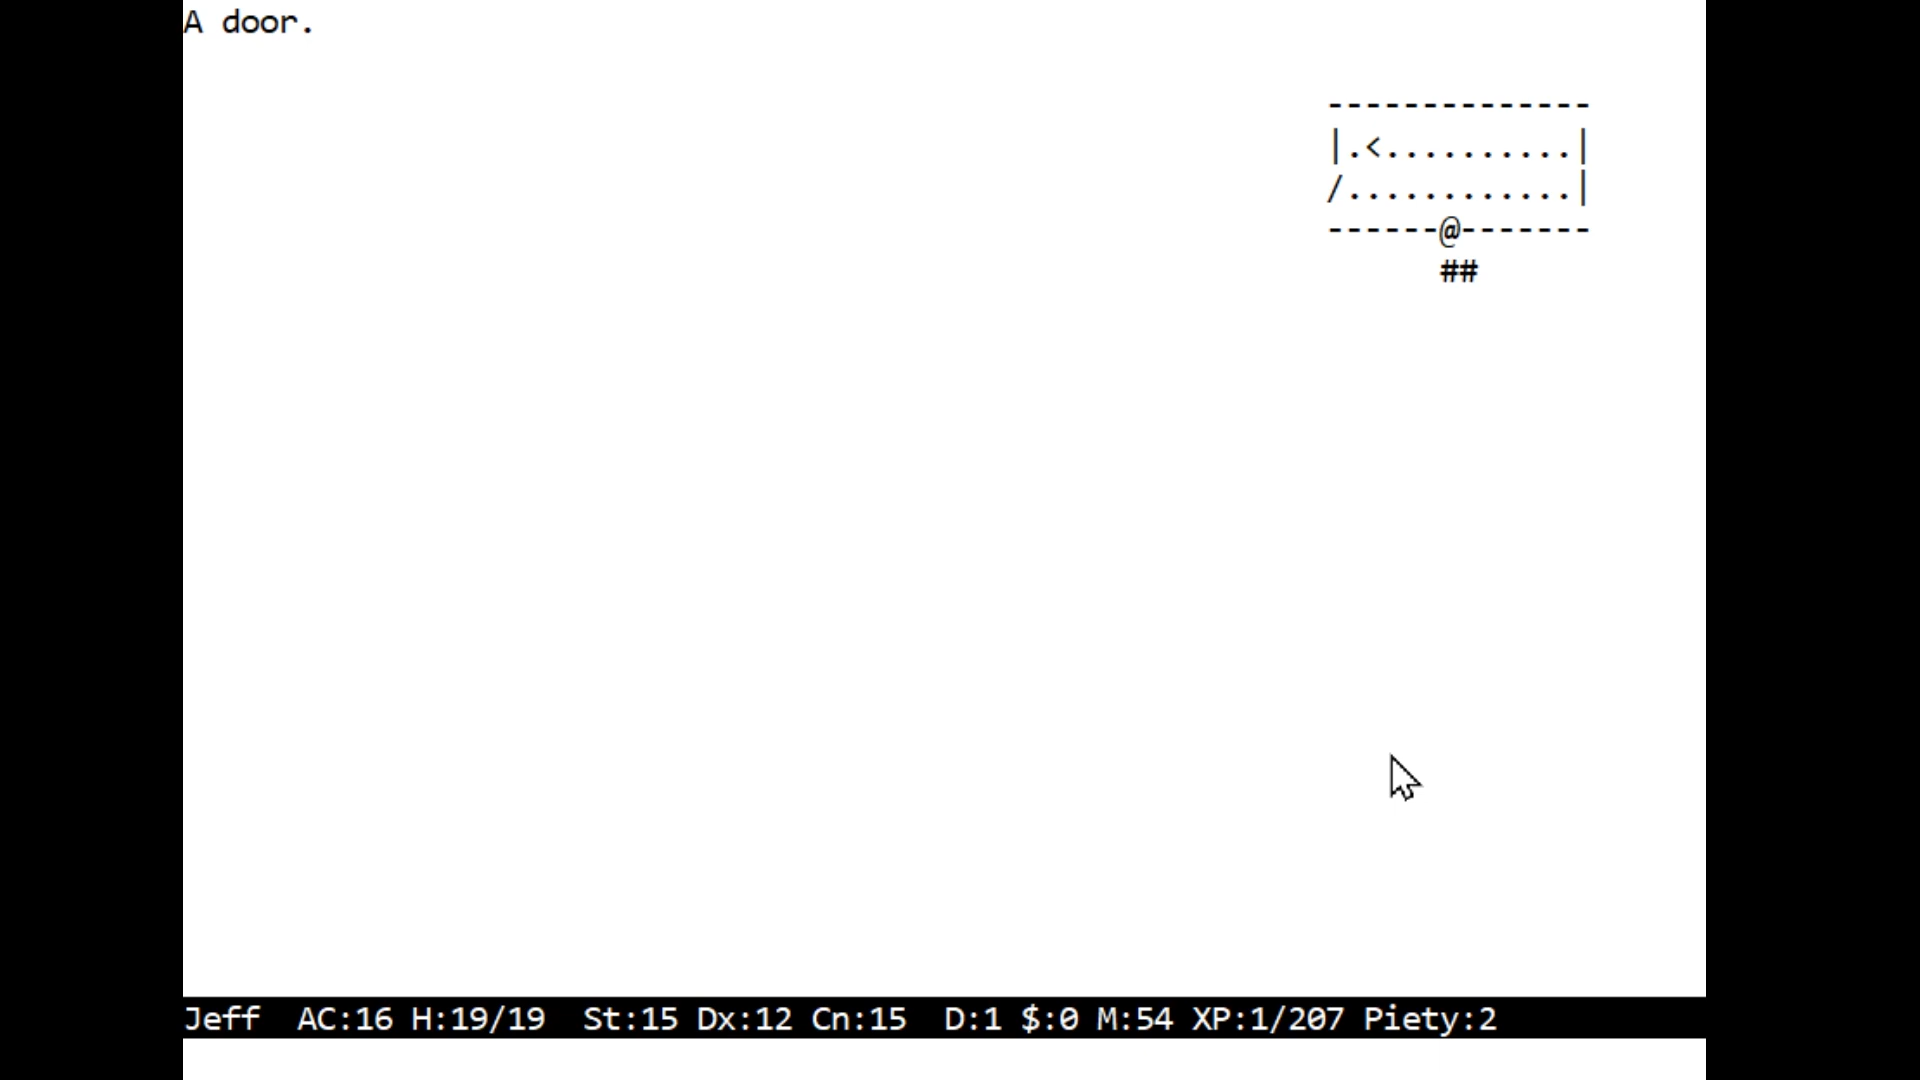 A door.
--------------
|.<..........|
/............|
------@-------
##
Jeff  AC:16 H:19/19  St:15 Dx:12 Cn:15  D:1 $:0 M:54 XP:1/207 Piety:2